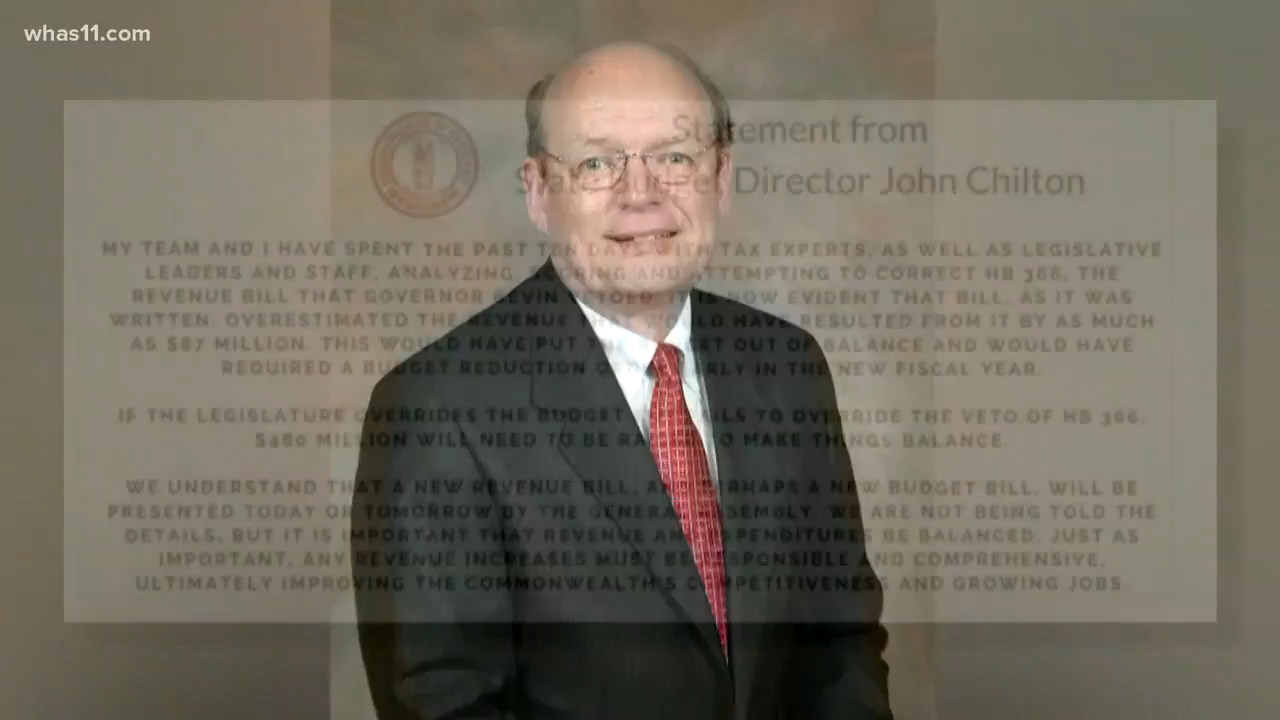 whas11.com
Statement from
State Director John Chilton
MY TEAM AND I HAVE SPENT THE PAST TEN DAYS WITH TAX EXPERTS, AS WELL AS LEGISLATIVE
LEADERS AND STAFF, ANALYZING, SCORING AND ATTEMPTING TO CORRECT HB 366, THE
REVENUE BILL THAT GOVERNOR BEVIN VETOED. IT IS NOW EVIDENT THAT BILL, AS IT WAS
WRITTEN, OVERESTIMATED THE REVENUE THAT WOULD HAVE RESULTED FROM IT BY AS MUCH
AS $87 MILLION. THIS WOULD HAVE PUT OUT OF BALANCE AND WOULD HAVE
REQUIRED A BUDGET REDUCTION IN THE NEW FISCAL YEAR.
IF THE LEGISLATURE OVERRIDES THE BUDGET TO OVERRIDE THE VETO OF HB 366,
$480 MILLION WILL NEED TO BE TO MAKE THINGS BALANCE
WE UNDERSTAND THAT A NEW REVENUE BILL, AND PERHAPS A NEW BUDGET BILL, WILL BE
PRESENTED TODAY OR TOMORROW BY THE GENERAL ASSEMBLY. WE ARE NOT BEING TOLD THE
DETAILS, BUT IT IS IMPORTANT THAT REVENUE AND EXPENDITURES BE BALANCED. JUST AS
IMPORTANT, ANY REVENUE INCREASES MUST BE RESPONSIBLE AND COMPREHENSIVE,
ULTIMATELY IMPROVING THE COMMONWEALTH'S COMPETITIVENESS AND GROWING JOBS.